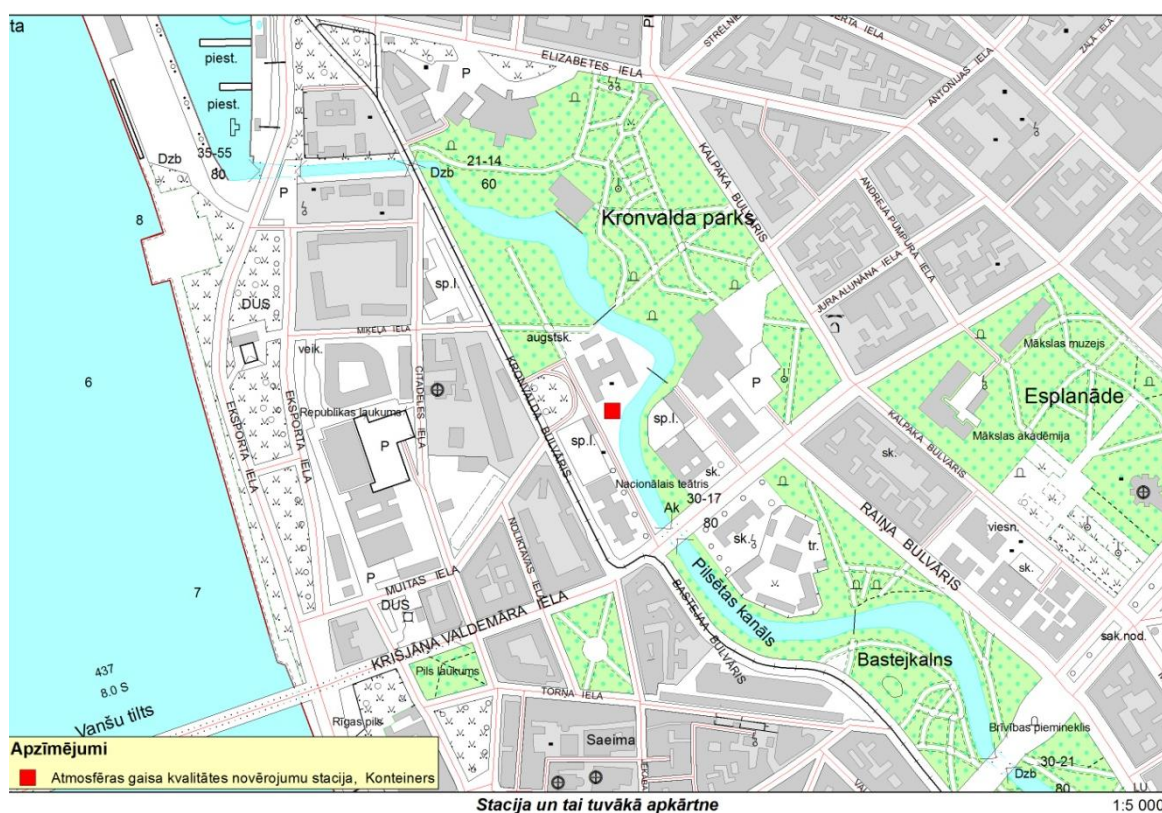 ta
piest.
piest.
P
ELIZABETES IELA
ANTONIJAS IELA
ZAĻĀ IELA
Dzb
35-55
80
P
Dzb
21-14
60
Kronvalda parks
KALPAKA BULVĀRIS
ANDREJA PUMPURA IELA
JURA ALUNĀNA IELA
8
DUS
sp.l.
MIĶEĻA IELA
augstsk.
veik.
KRONVALDA BULVĀRIS
CITADELES IELA
EKSPORTA IELA
EKSPORTA IELA
Republikas laukums
P
6
P
Mākslas muzejs
Esplanāde
Mākslas akadēmija
KALPAKA BULVĀRIS
sp.l.
sp.l.
sk.
sk.
Nacionālais teātris
Ak
30-17
80
sk.
tr.
viesn.
sk.
RAIŅA BULVĀRIS
NOLIKTAVAS IELA
MUITAS IELA
P
DUS
7
Pilsētas kanāls
BASTEJAA BULVĀRIS
KRIŠJĀŅA VALDEMĀRA IELA
Pils laukums
Bastejkalns
sak.nod.
437
8.0 S
Vanšu tilts
TORŅA IELA
Rīgas pils
Saeima
Brīvības piemineklis
Dzb
30-21
80
LU
Apzīmējumi
Atmosfēras gaisa kvalitātes novērojumu stacija, Konteiners
Stacija un tai tuvākā apkārtne
1:5 000